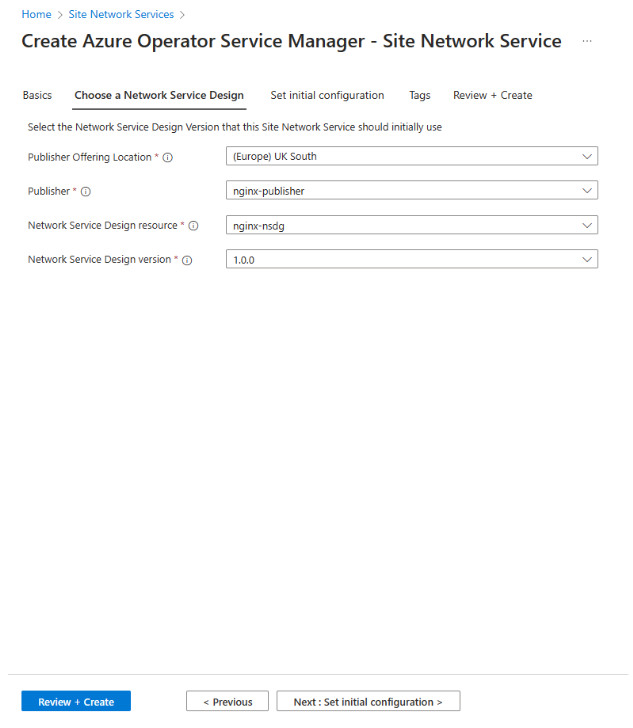 Home > Site Network Services >
Create Azure Operator Service Manager - Site Network Service ...
Basics Choose a Network Service Design Set initial configuration Tags Review + Create
Select the Network Service Design Version that this Site Network Service should initially use
Publisher Offering Location * (Europe) UK South
Publisher * nginx-publisher
Network Service Design resource * nginx-nsdg
Network Service Design version * 1.0.0
Review + Create < Previous Next : Set initial configuration >